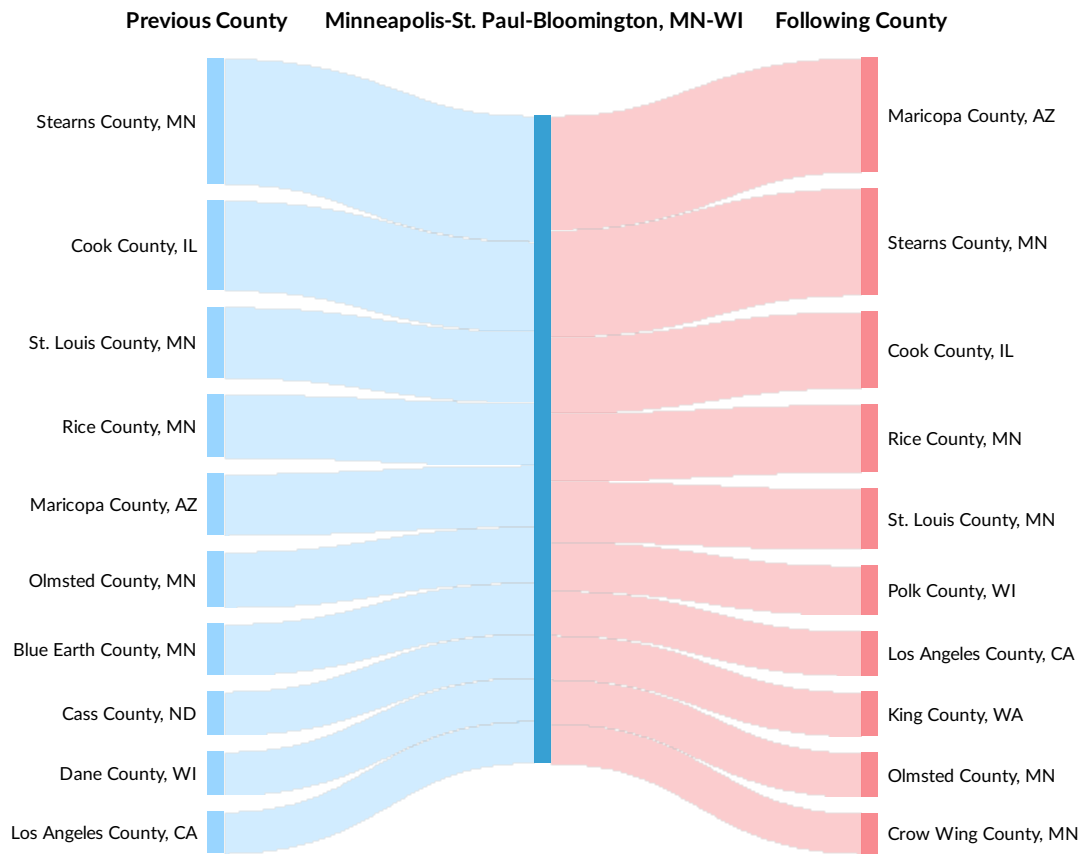 Previous County
Minneapolis-St. Paul-Bloomington, MN-WI
Following County
Stearns County, MN
Cook County, IL
St. Louis County, MN
Rice County, MN
Maricopa County, AZ
Olmsted County, MN
Blue Earth County, MN
Cass County, ND
Dane County, WI
Los Angeles County, CA
Maricopa County, AZ
Stearns County, MN
Cook County, IL
Rice County, MN
St. Louis County, MN
Polk County, WI
Los Angeles County, CA
King County, WA
Olmsted County, MN
Crow Wing County, MN